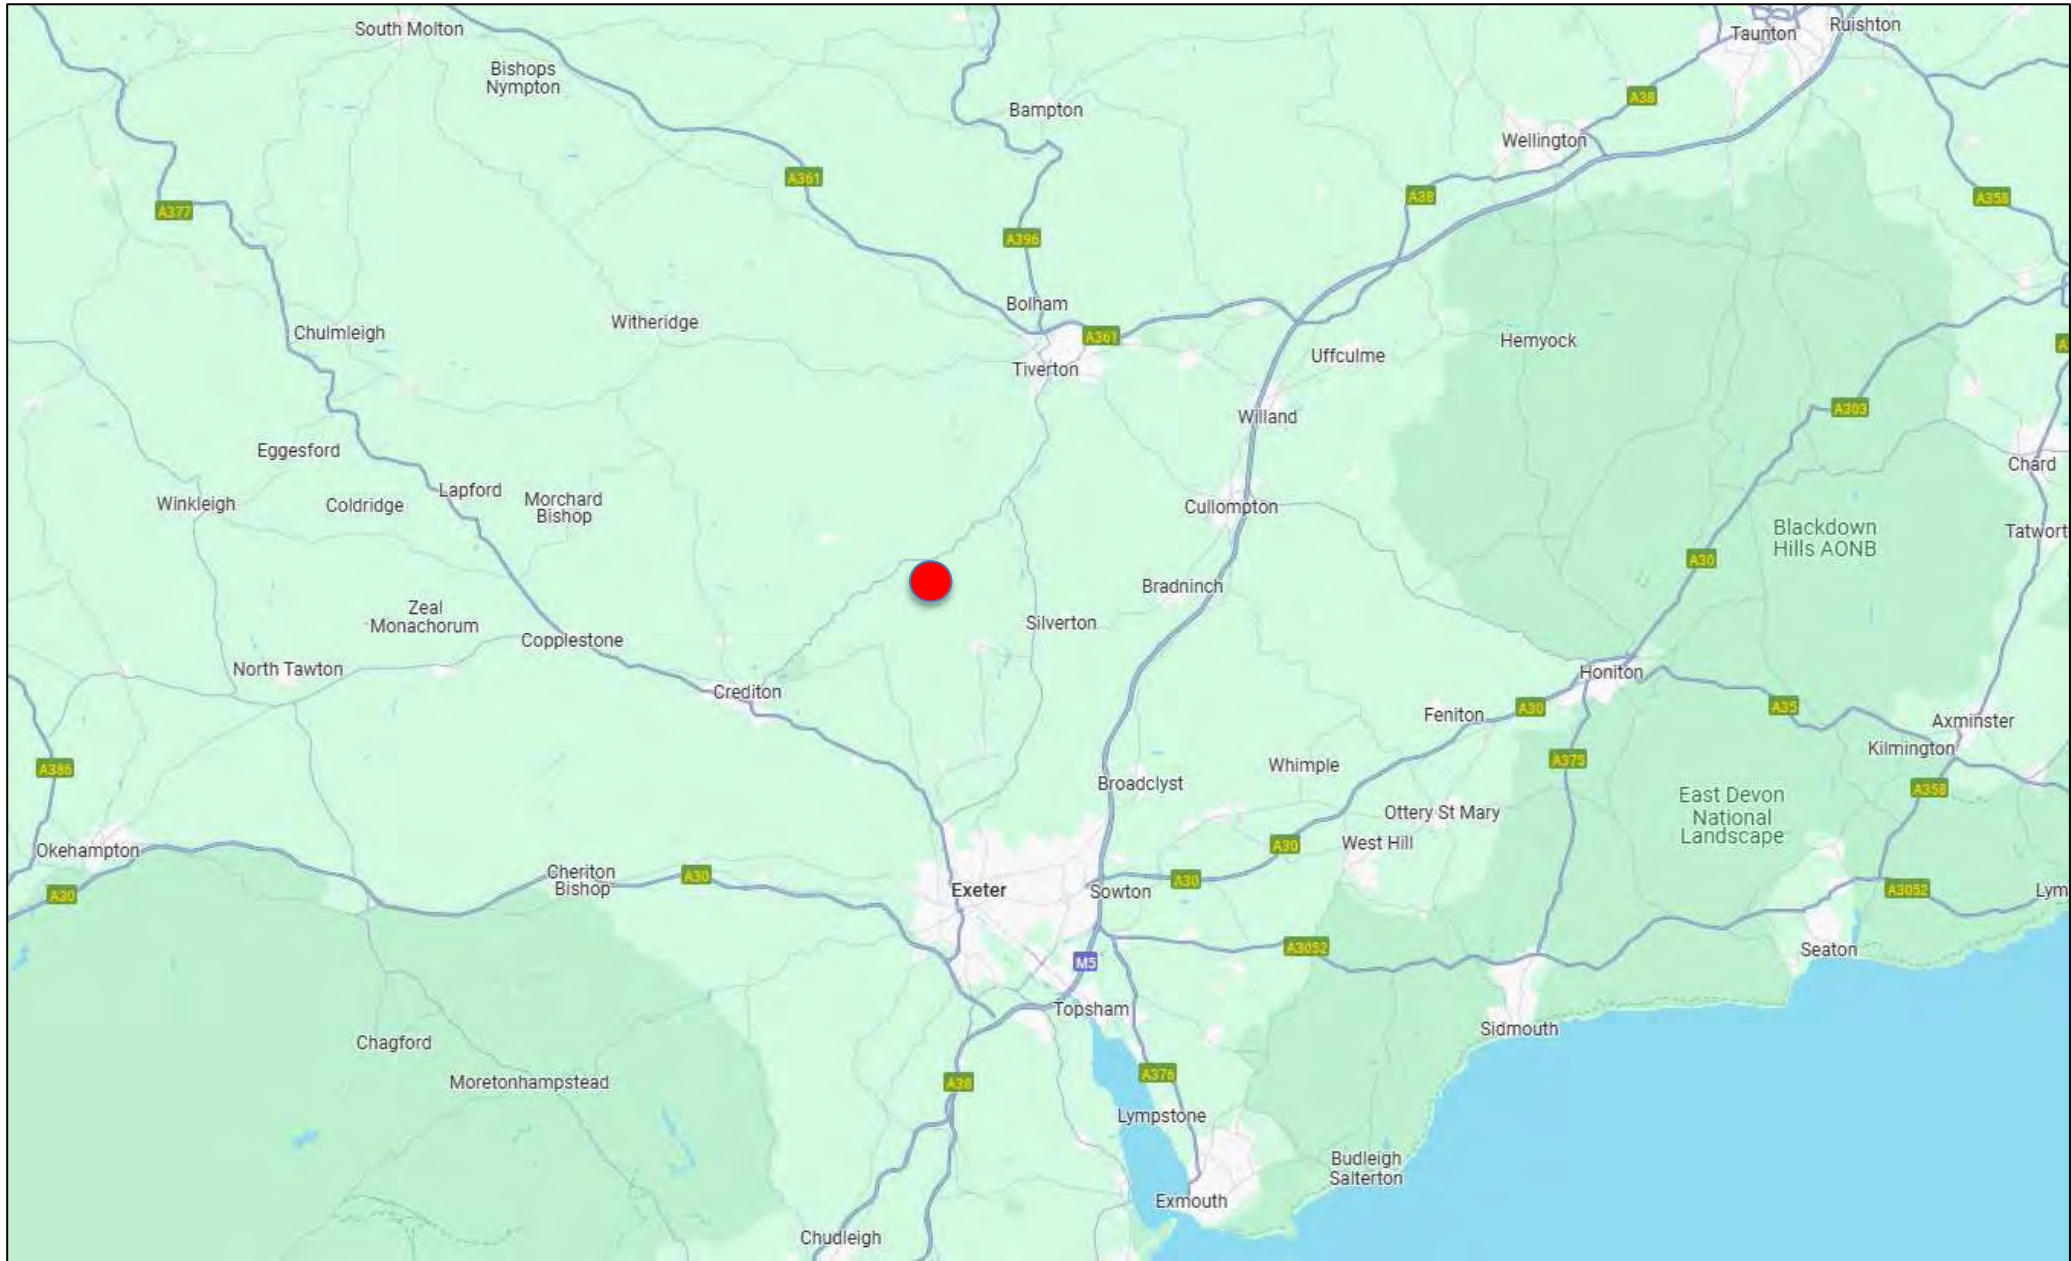 South Molton
Taunton
Ruishton
Bishops
Nympton
A38
Bampton
Wellington
A361
A38
A358
A377
A396
Bolham
Witheridge
Chulmleigh
A361
Hemyock
Uffculme
Tiverton
A303
Willand
Eggesford
Chard
Lapford
Morchard
Bishop
Winkleigh
Coldridge
Cullompton
Blackdown
Hills AONB
Tatwort
A30
Bradninch
Zeal
Monachorum
Silverton
Copplestone
North Tawton
Honiton
Crediton
A35
A30
Feniton
Axminster
Kilmington
A375
A386
Whimple
Broadclyst
A358
East Devon
National
Landscape
Ottery St Mary
West Hill
A30
Okehampton
Cheriton
Bishop
A30
A30
A30
Exeter
Sowton
A3052
Lym
A3052
Seaton
M5
Topsham
Sidmouth
Chagford
A376
Moretonhampstead
A38
Lympstone
Budleigh
Salterton
Exmouth
Chudleigh